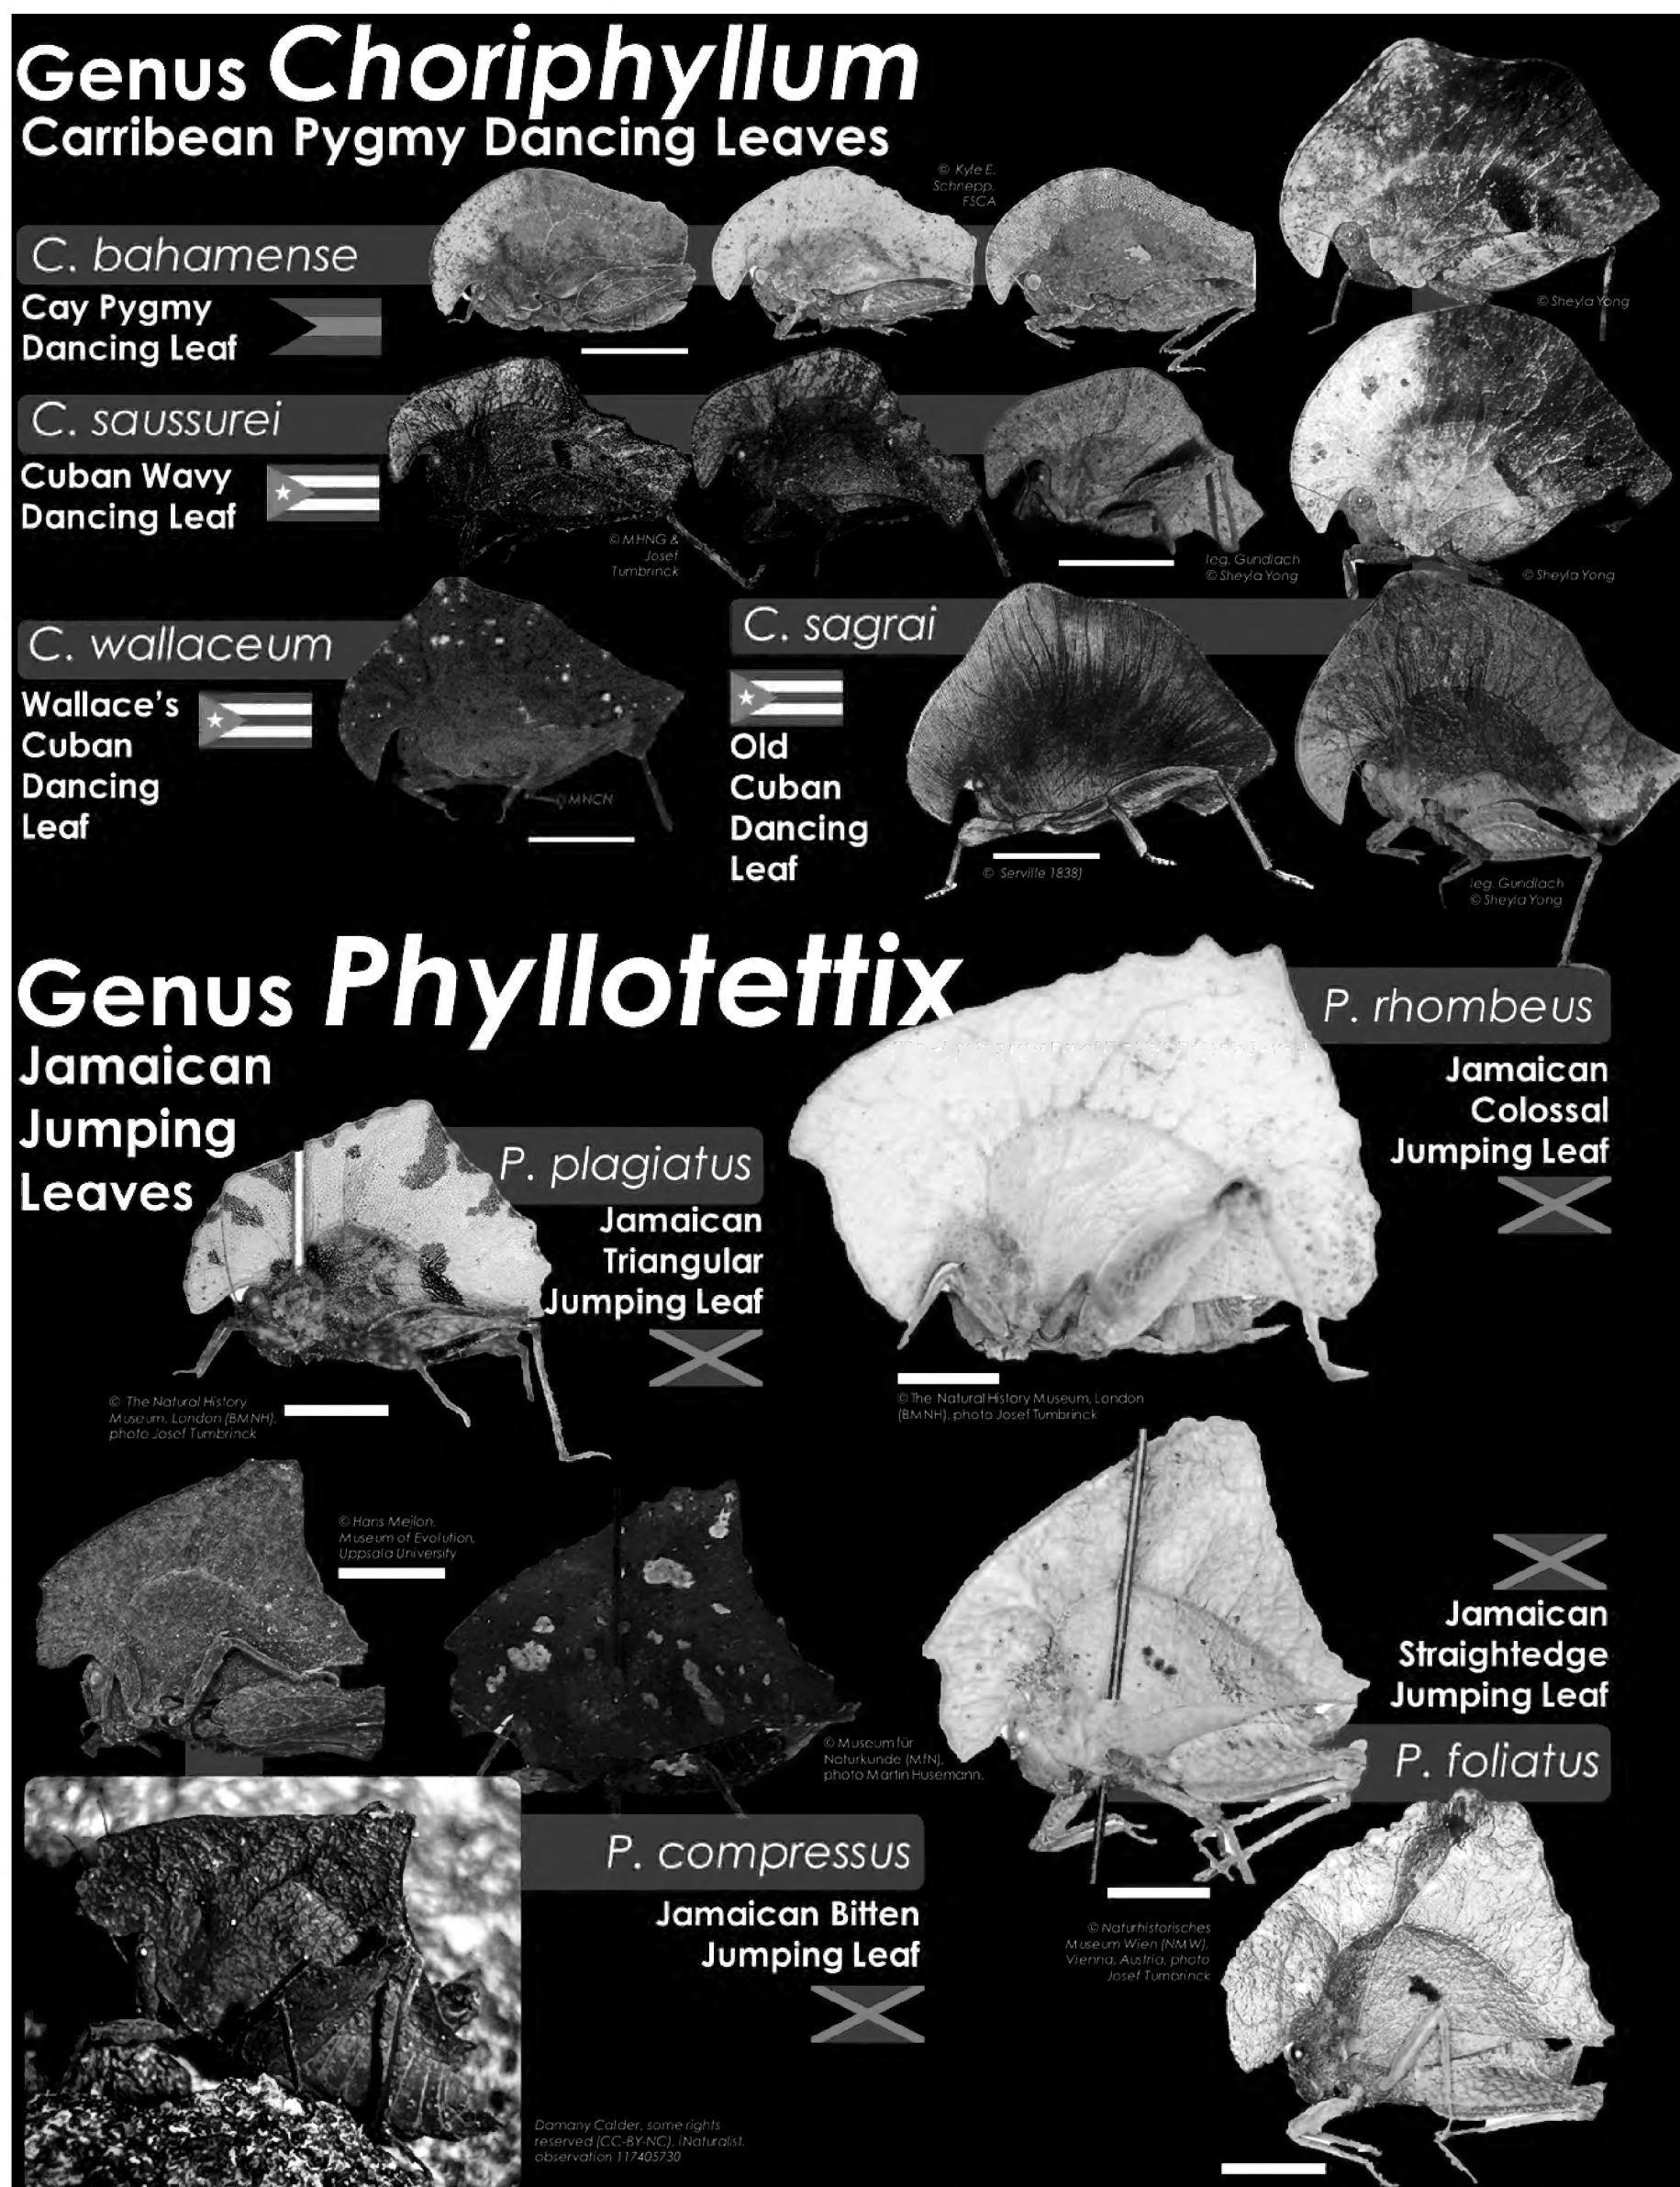 Genus Choriphyllum
Carribean Pygmy Dancing Leaves
© Kyle E.
Schnepp,
FSCA
C. bahamense
Cay Pygmy
Dancing Leaf
© Sheyla Yong
C. saussurei
Cuban Wavy
Dancing Leaf
© MHNG &
Josef
Tumbrinck
leg. Gundlach
© Sheyla Yong
© Sheyla Yong
C. wallaceum
Wallace's
Cuban
Dancing
Leaf
© MNCN
C. sagrai
Old
Cuban
Dancing
Leaf
© Serville 1838)
leg. Gundlach
© Sheyla Yong
Genus Phyllotettix
Jamaican
Jumping
Leaves
P. rhombeus
Jamaican
Colossal
Jumping Leaf
P. plagiatus
Jamaican
Triangular
Jumping Leaf
© The Natural History
Museum, London (BMNH),
photo Josef Tumbrinck
© The Natural History Museum, London
(BMNH), photo Josef Tumbrinck
© Hans Mejlon,
Museum of Evolution,
Uppsala University
© Museum für
Naturkunde (MfN),
photo Martin Husemann,
Jamaican
Straightedge
Jumping Leaf
P. foliatus
P. compressus
Jamaican Bitten
Jumping Leaf
© Naturhistorisches
Museum Wien (NMW),
Vienna, Austria, photo
Josef Tumbrinck
Damany Calder, some rights
reserved (CC-BY-NC), iNaturalist,
observation 117405730